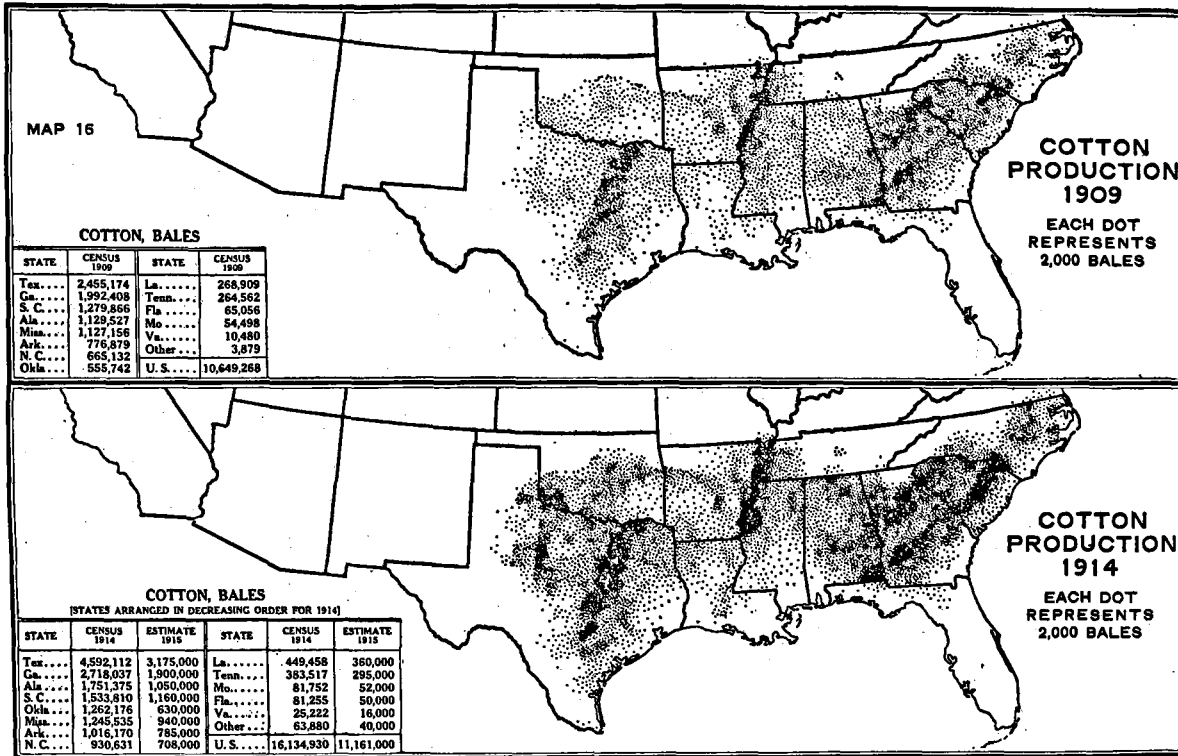 MAP 16
COTTON
PRODUCTION
1909
EACH DOT
REPRESENTS
2,000 BALES
COTTON, BALES
STATE CENSUS 1909 STATE CENSUS 1909
Tex..... 2,455,174 La...... 268,909
Ga..... 1,992,408 Tenn.... 264,562
S. C.... 1,279,866 Fla..... 65,056
Ala..... 1,129,527 Mo..... 54,498
Miss.... 1,127,156 Va..... 10,480
Ark.... 776,879 Other... 3,879
N. C.... 665,132
Okla.... 555,742 U. S..... 10,649,268
COTTON
PRODUCTION
1914
EACH DOT
REPRESENTS
2,000 BALES
COTTON, BALES
[STATES ARRANGED IN DECREASING ORDER FOR 1914]
STATE CENSUS 1914 ESTIMATE 1915 STATE CENSUS 1914 ESTIMATE 1915
Tex.... 4,592,112 3,175,000 La...... 449,458 360,000
Ga..... 2,718,037 1,900,000 Tenn.... 383,517 295,000
Ala.... 1,751,375 1,050,000 Mo..... 81,752 52,000
S. C.... 1,533,810 1,160,000 Fla..... 81,255 50,000
Okla.... 1,262,176 630,000 Va..... 25,222 16,000
Miss.... 1,245,535 940,000 Other... 63,880 40,000
Ark.... 1,016,170 785,000
N. C.... 930,631 708,000 U. S..... 16,134,930 11,161,000